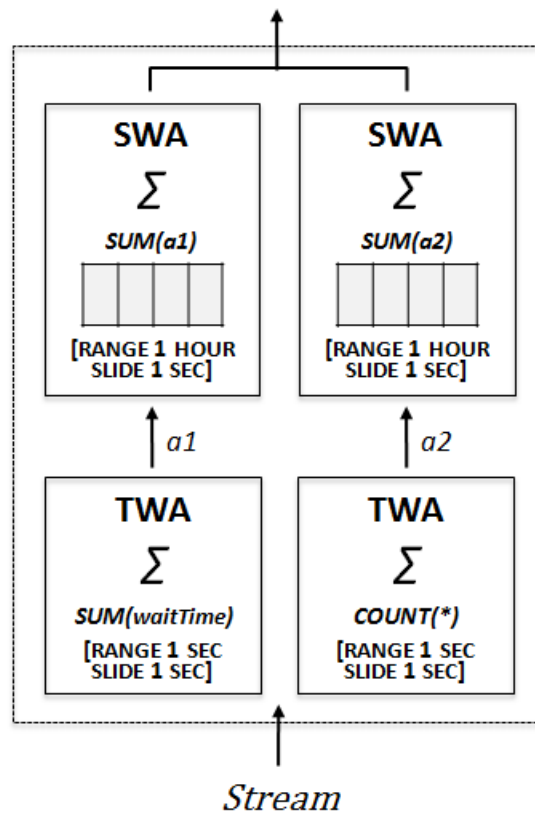 SWA
Σ
SUM(a1)
[RANGE 1 HOUR
SLIDE 1 SEC]
SWA
Σ
SUM(a2)
[RANGE 1 HOUR
SLIDE 1 SEC]
a1
a2
TWA
Σ
SUM(waitTime)
[RANGE 1 SEC
SLIDE 1 SEC]
TWA
Σ
COUNT(*)
[RANGE 1 SEC
SLIDE 1 SEC]
Stream